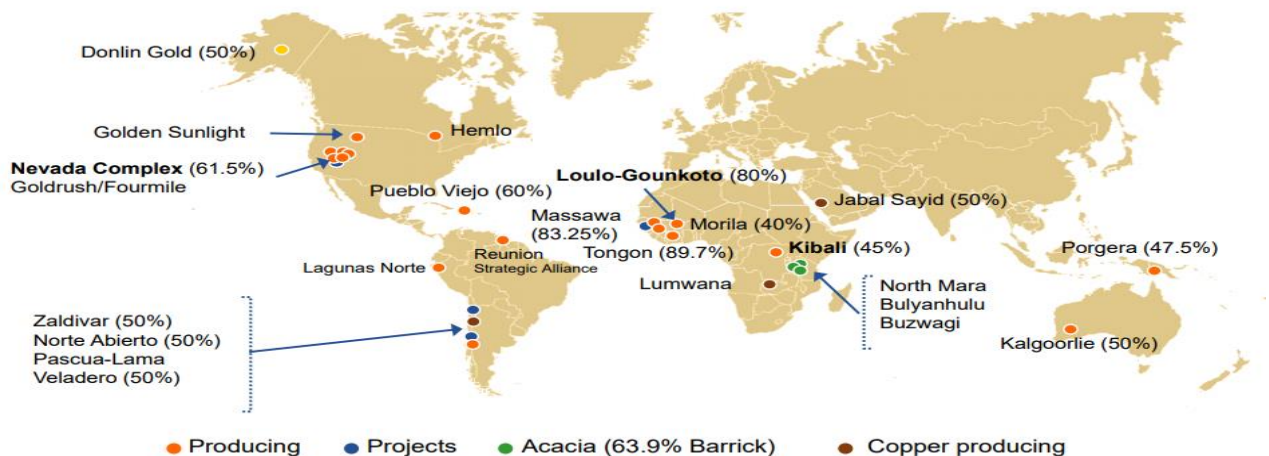 Donlin Gold (50%)
Golden Sunlight
Hemlo
Nevada Complex (61.5%)
Goldrush/Fourmile
Pueblo Viejo (60%)
Loulo-Gounkoto (80%)
Jabal Sayid (50%)
Massawa
(83.25%)
Morila (40%)
Tongon (89.7%)
Kibali (45%)
Porgera (47.5%)
Reunion
Strategic Alliance
Lagunas Norte
Lumwana
North Mara
Bulyanhulu
Buzwagi
Zaldivar (50%)
Norte Abierto (50%)
Pascua-Lama
Veladero (50%)
Kalgoorlie (50%)
Producing
Projects
Acacia (63.9% Barrick)
Copper producing